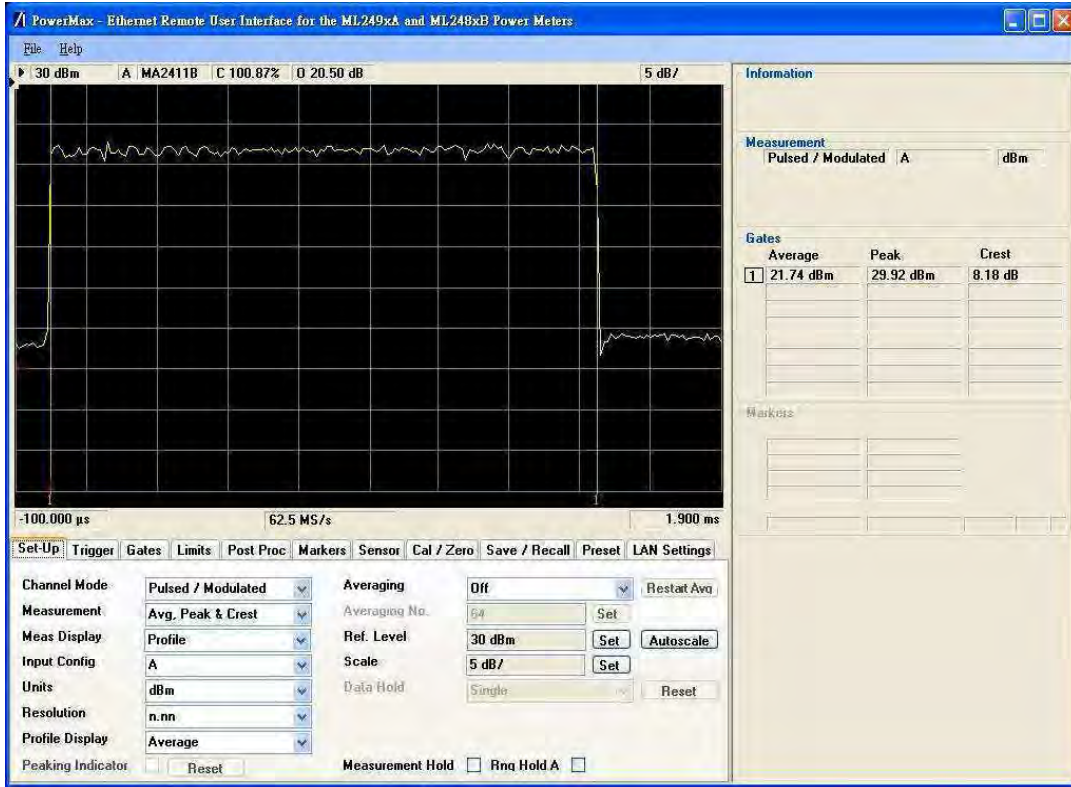 PowerMax - Ethernet Remote User Interface for the ML249xA and ML248xB Power Meters
File Help
30 dBm A MA2411B C 100.87% O 20.50 dB 5 dB/
1 1
-100.000 µs 62.5 MS/s 1.900 ms
Information
Measurement
Pulsed / Modulated A dBm
Gates
Average Peak Crest
1 21.74 dBm 29.92 dBm 8.18 dB
Markers
Set-Up Trigger Gates Limits Post Proc Markers Sensor Cal / Zero Save / Recall Preset LAN Settings
Channel Mode Pulsed / Modulated Averaging Off Restart Avg
Measurement Avg, Peak & Crest Averaging No. 64 Set
Meas Display Profile Ref. Level 30 dBm Set Autoscale
Input Config A Scale 5 dB/ Set
Units dBm Data Hold Single Reset
Resolution n.nn
Profile Display Average
Peaking Indicator Reset Measurement Hold Rng Hold A